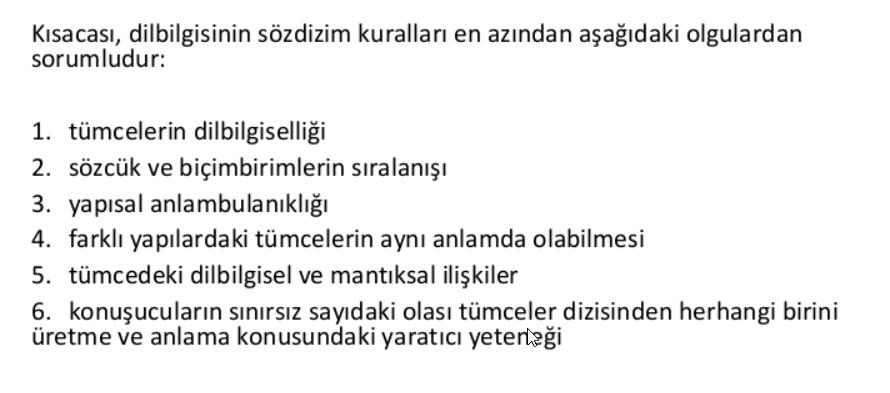 Kısacası, dilbilgisinin sözdizim kuralları en azından aşağıdaki olgulardan
sorumludur:
1. tümcelerin dilbilgiselliği
2. sözcük ve biçimbirimlerin sıralanışı
3. yapısal anlambulanıklığı
4. farklı yapılardaki tümcelerin aynı anlamda olabilmesi
5. tümcedeki dilbilgisel ve mantıksal ilişkiler
6. konuşucuların sınırsız sayıdaki olası tümceler dizisinden herhangi birini
üretme ve anlama konusundaki yaratıcı yeteneği